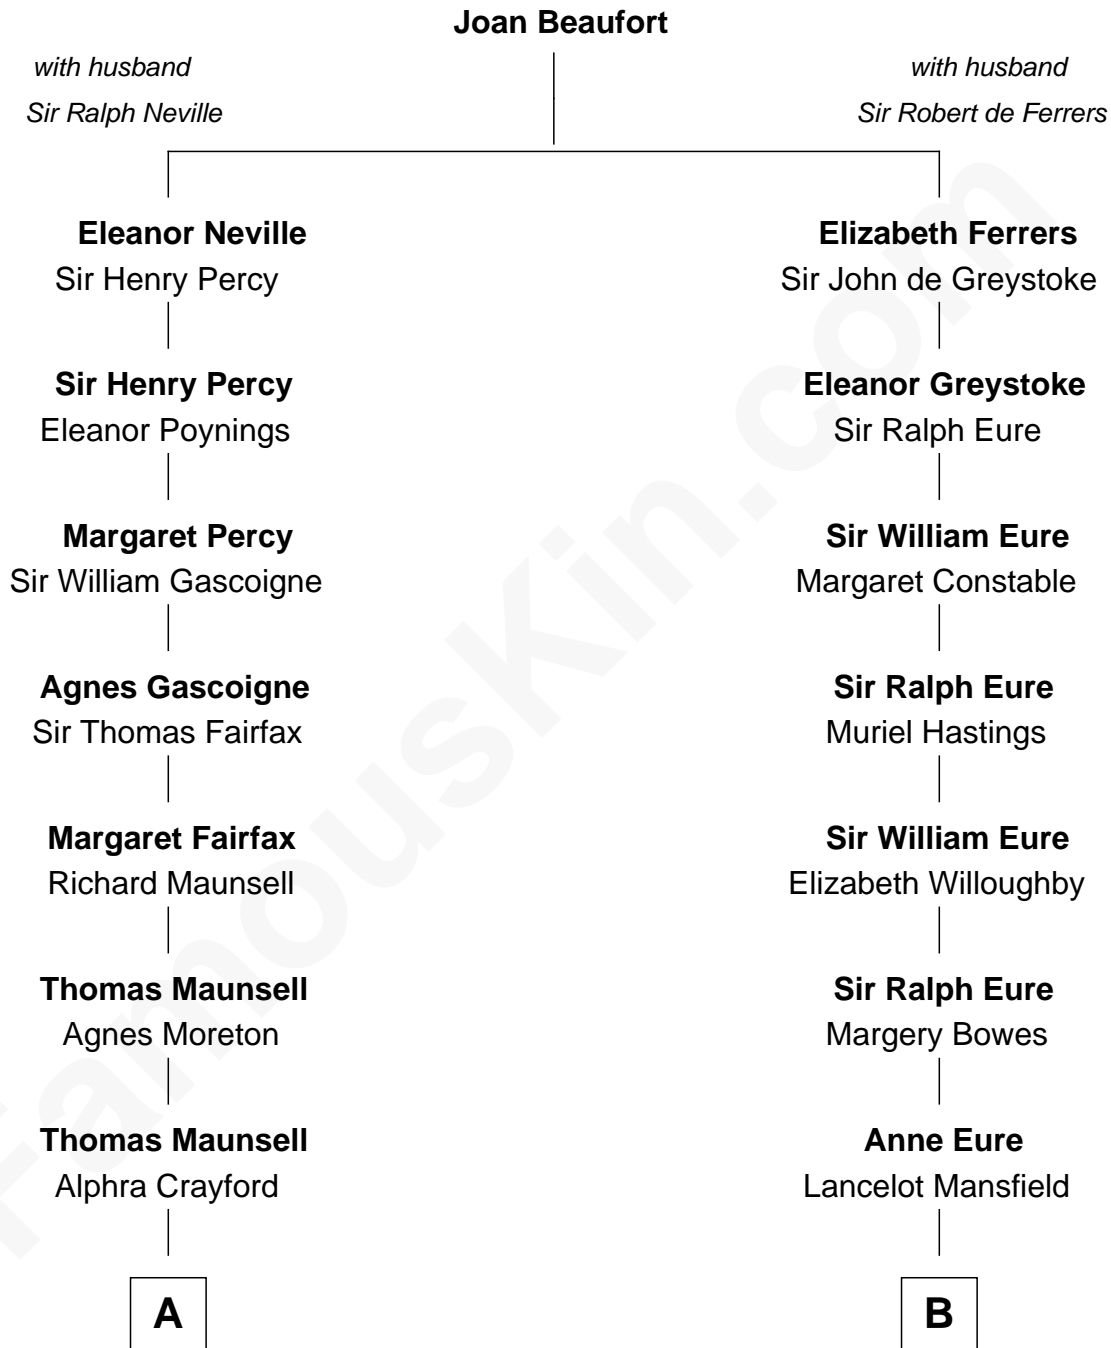 Joan Beaufort
with husband
Sir Ralph Neville
with husband
Sir Robert de Ferrers
Eleanor Neville
Sir Henry Percy
Elizabeth Ferrers
Sir John de Greystoke
Sir Henry Percy
Eleanor Poynings
Eleanor Greystoke
Sir Ralph Eure
Margaret Percy
Sir William Gascoigne
Sir William Eure
Margaret Constable
Agnes Gascoigne
Sir Thomas Fairfax
Sir Ralph Eure
Muriel Hastings
Margaret Fairfax
Richard Maunsell
Sir William Eure
Elizabeth Willoughby
Thomas Maunsell
Agnes Moreton
Sir Ralph Eure
Margery Bowes
Thomas Maunsell
Alphra Crayford
Anne Eure
Lancelot Mansfield
A
B
FamousKin.com